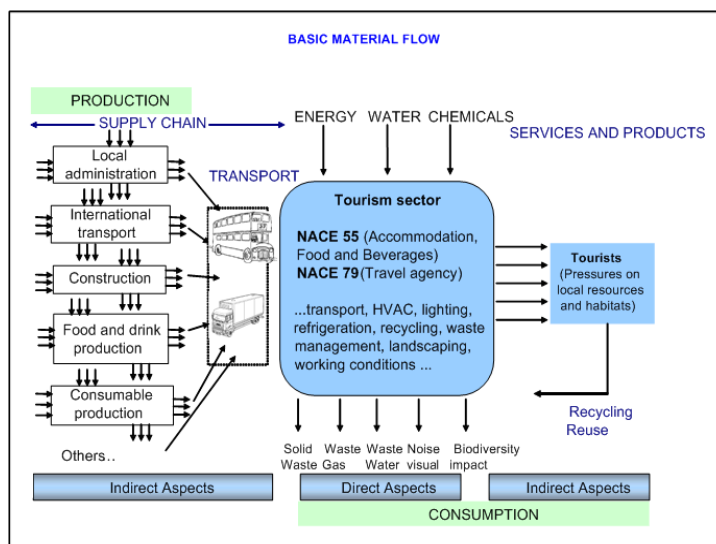 BASIC MATERIAL FLOW
PRODUCTION
SUPPLY CHAIN
ENERGY WATER CHEMICALS
SERVICES AND PRODUCTS
Local
administration
TRANSPORT
International
transport
Construction
Food and drink
production
Consumable
production
Others..
Tourism sector
NACE 55 (Accommodation,
Food and Beverages)
NACE 79(Travel agency)
...transport, HVAC, lighting,
refrigeration, recycling, waste
management, landscaping,
working conditions ...
Tourists
(Pressures on
local resources
and habitats)
Recycling
Reuse
Solid
Waste
Waste
Gas
Waste
Water
Noise
visual
Biodiversity
impact
Indirect Aspects
Direct Aspects
Indirect Aspects
CONSUMPTION